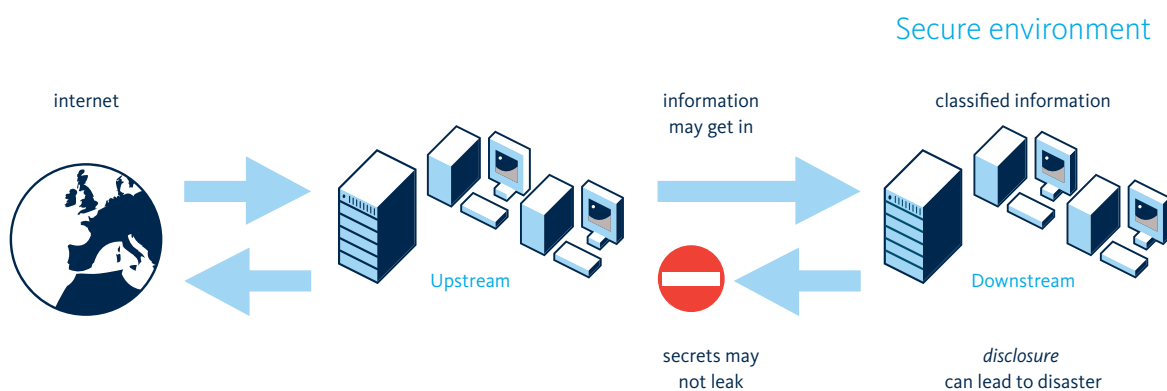 Secure environment
internet
information
may get in
classified information
Upstream
Downstream
secrets may
not leak
disclosure
can lead to disaster